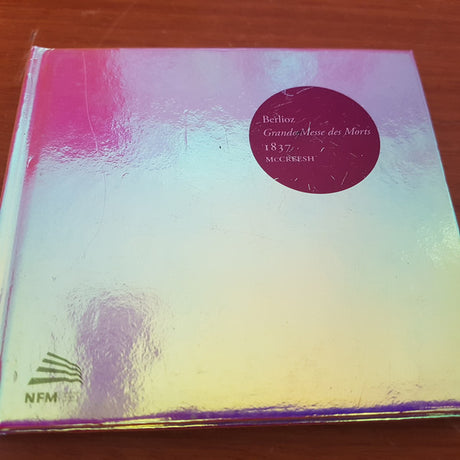 Berlioz
Grande Messe des Morts
1837
McCREESH
NFM